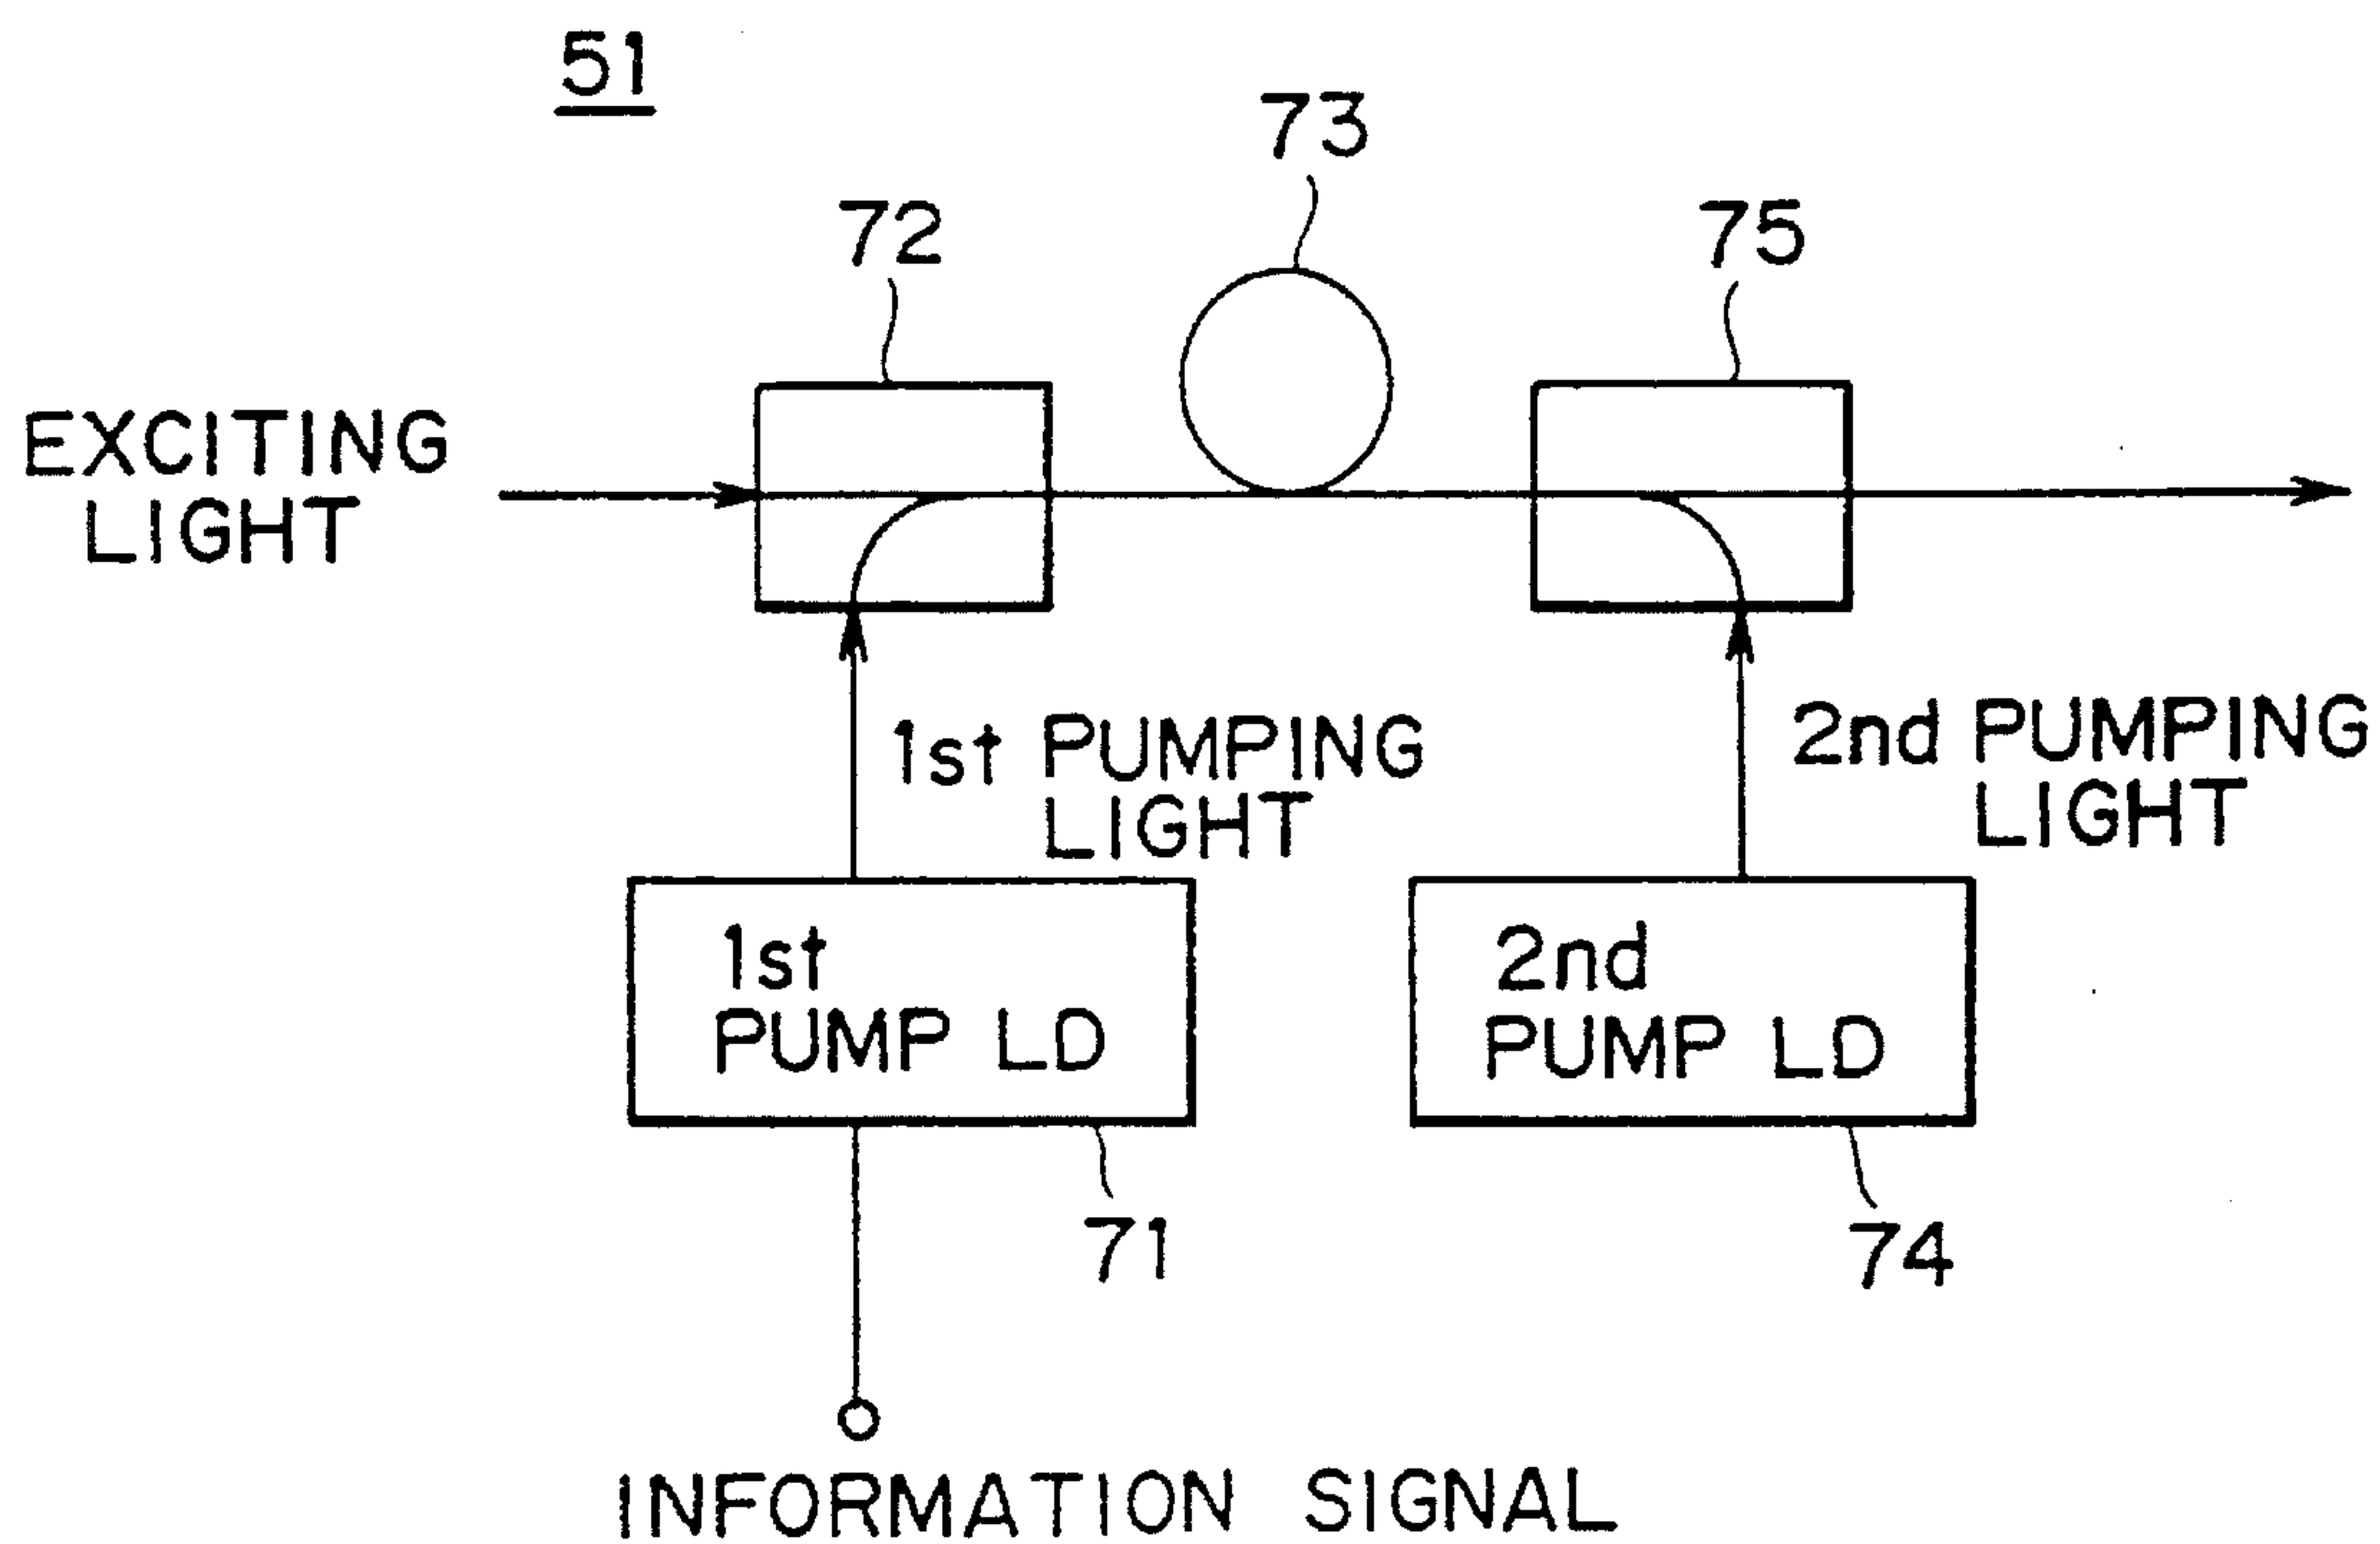 51
73
72
75
EXCITING
LIGHT
1st PUMPING
LIGHT
2nd PUMPING
LIGHT
1st
PUMP LD
2nd
PUMP LD
71
74
INFORMATION SIGNAL